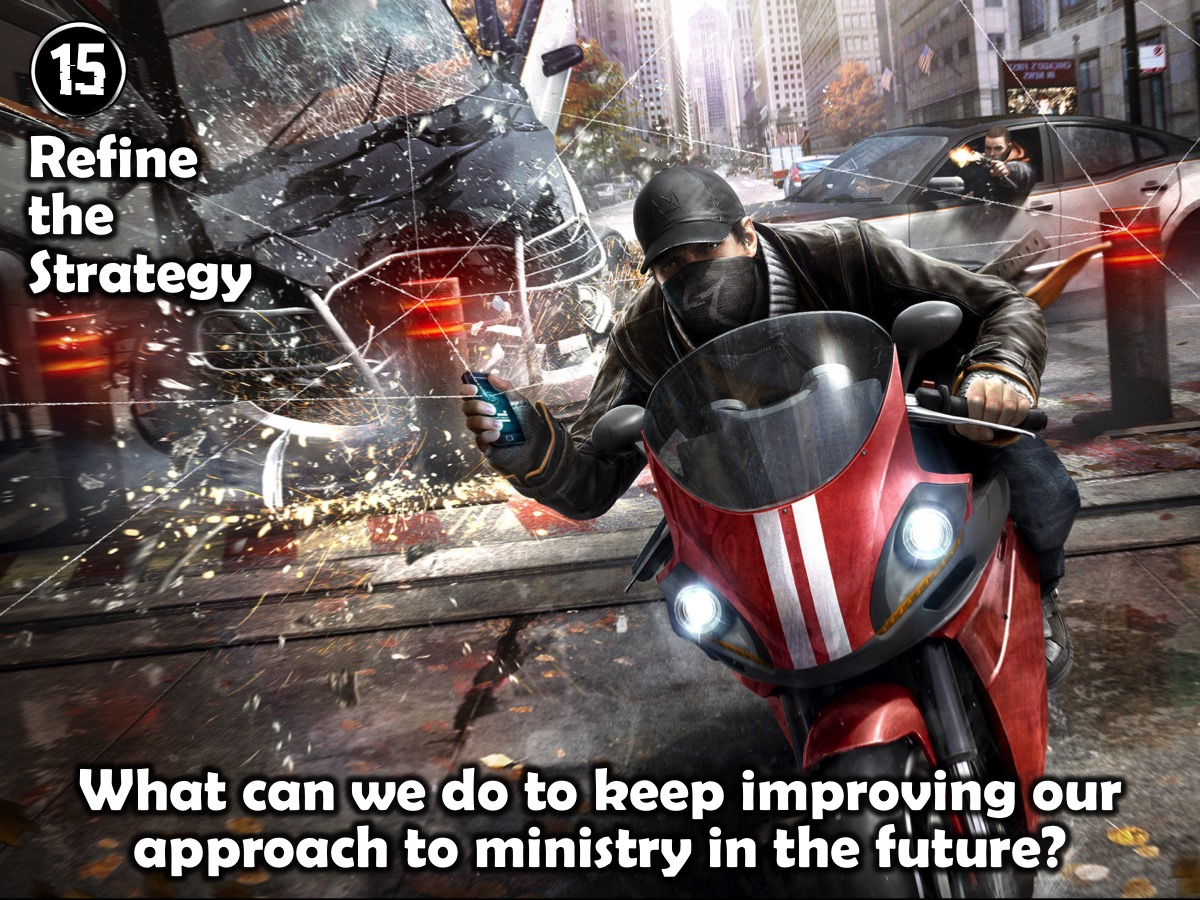 15
Refine
the
Strategy
What can we do to keep improving our
approach to ministry in the future?